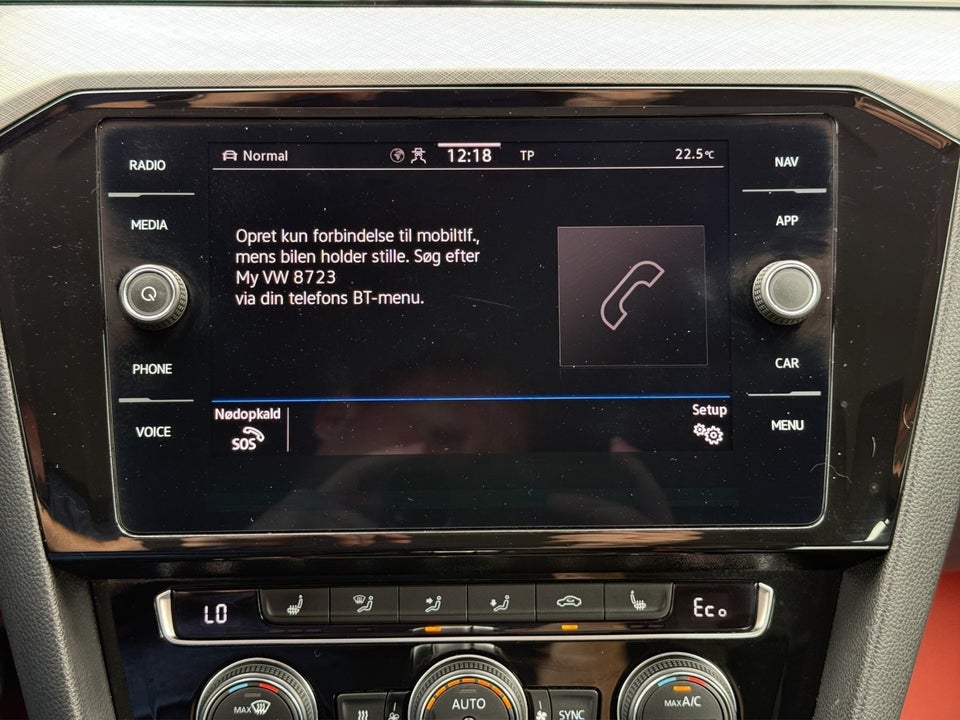 Normal
12:18
TP
22.5°C
RADIO
NAV
MEDIA
APP
Opret kun forbindelse til mobiltlf.,
mens bilen holder stille. Søg efter
My VW 8723
via din telefons BT-menu.
PHONE
CAR
VOICE
MENU
Nødopkald
SOS
Setup
LO
Eco
MAX
AUTO
SYNC
MAX A/C